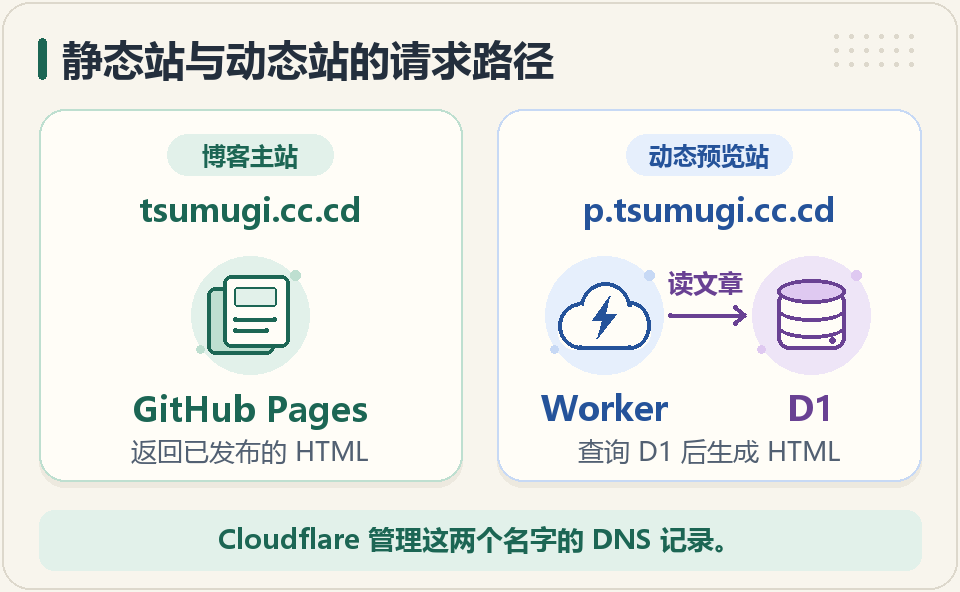 静态站与动态站的请求路径
博客主站
tsumugi.cc.cd
GitHub Pages
返回已发布的 HTML
动态预览站
p.tsumugi.cc.cd
读文章
Worker
D1
查询 D1 后生成 HTML
Cloudflare 管理这两个名字的 DNS 记录。